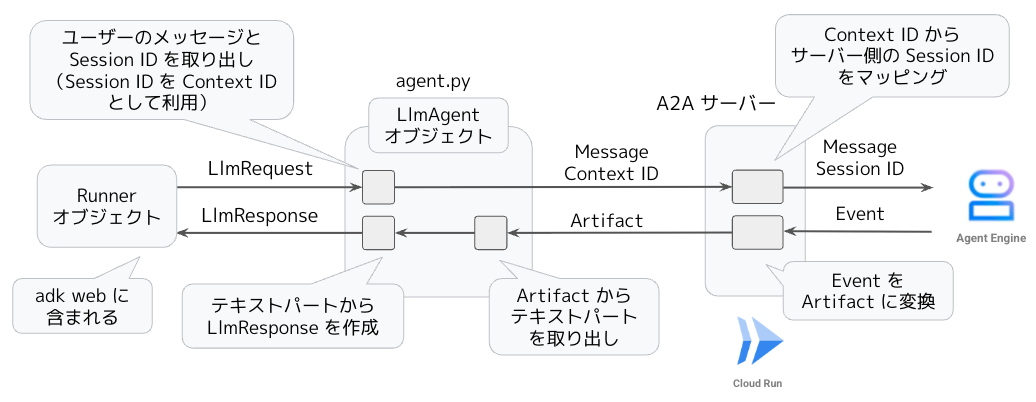 ユーザーのメッセージと
Session ID を取り出し
（Session ID を Context ID
として利用）
agent.py
LlmAgent
オブジェクト
A2A サーバー
Context ID から
サーバー側の Session ID
をマッピング
Runner
オブジェクト
LlmRequest
LlmResponse
Message
Context ID
Artifact
Message
Session ID
Event
Agent Engine
adk web に
含まれる
テキストパートから
LlmResponse を作成
Artifact から
テキストパート
を取り出し
Event を
Artifact に変換
Cloud Run